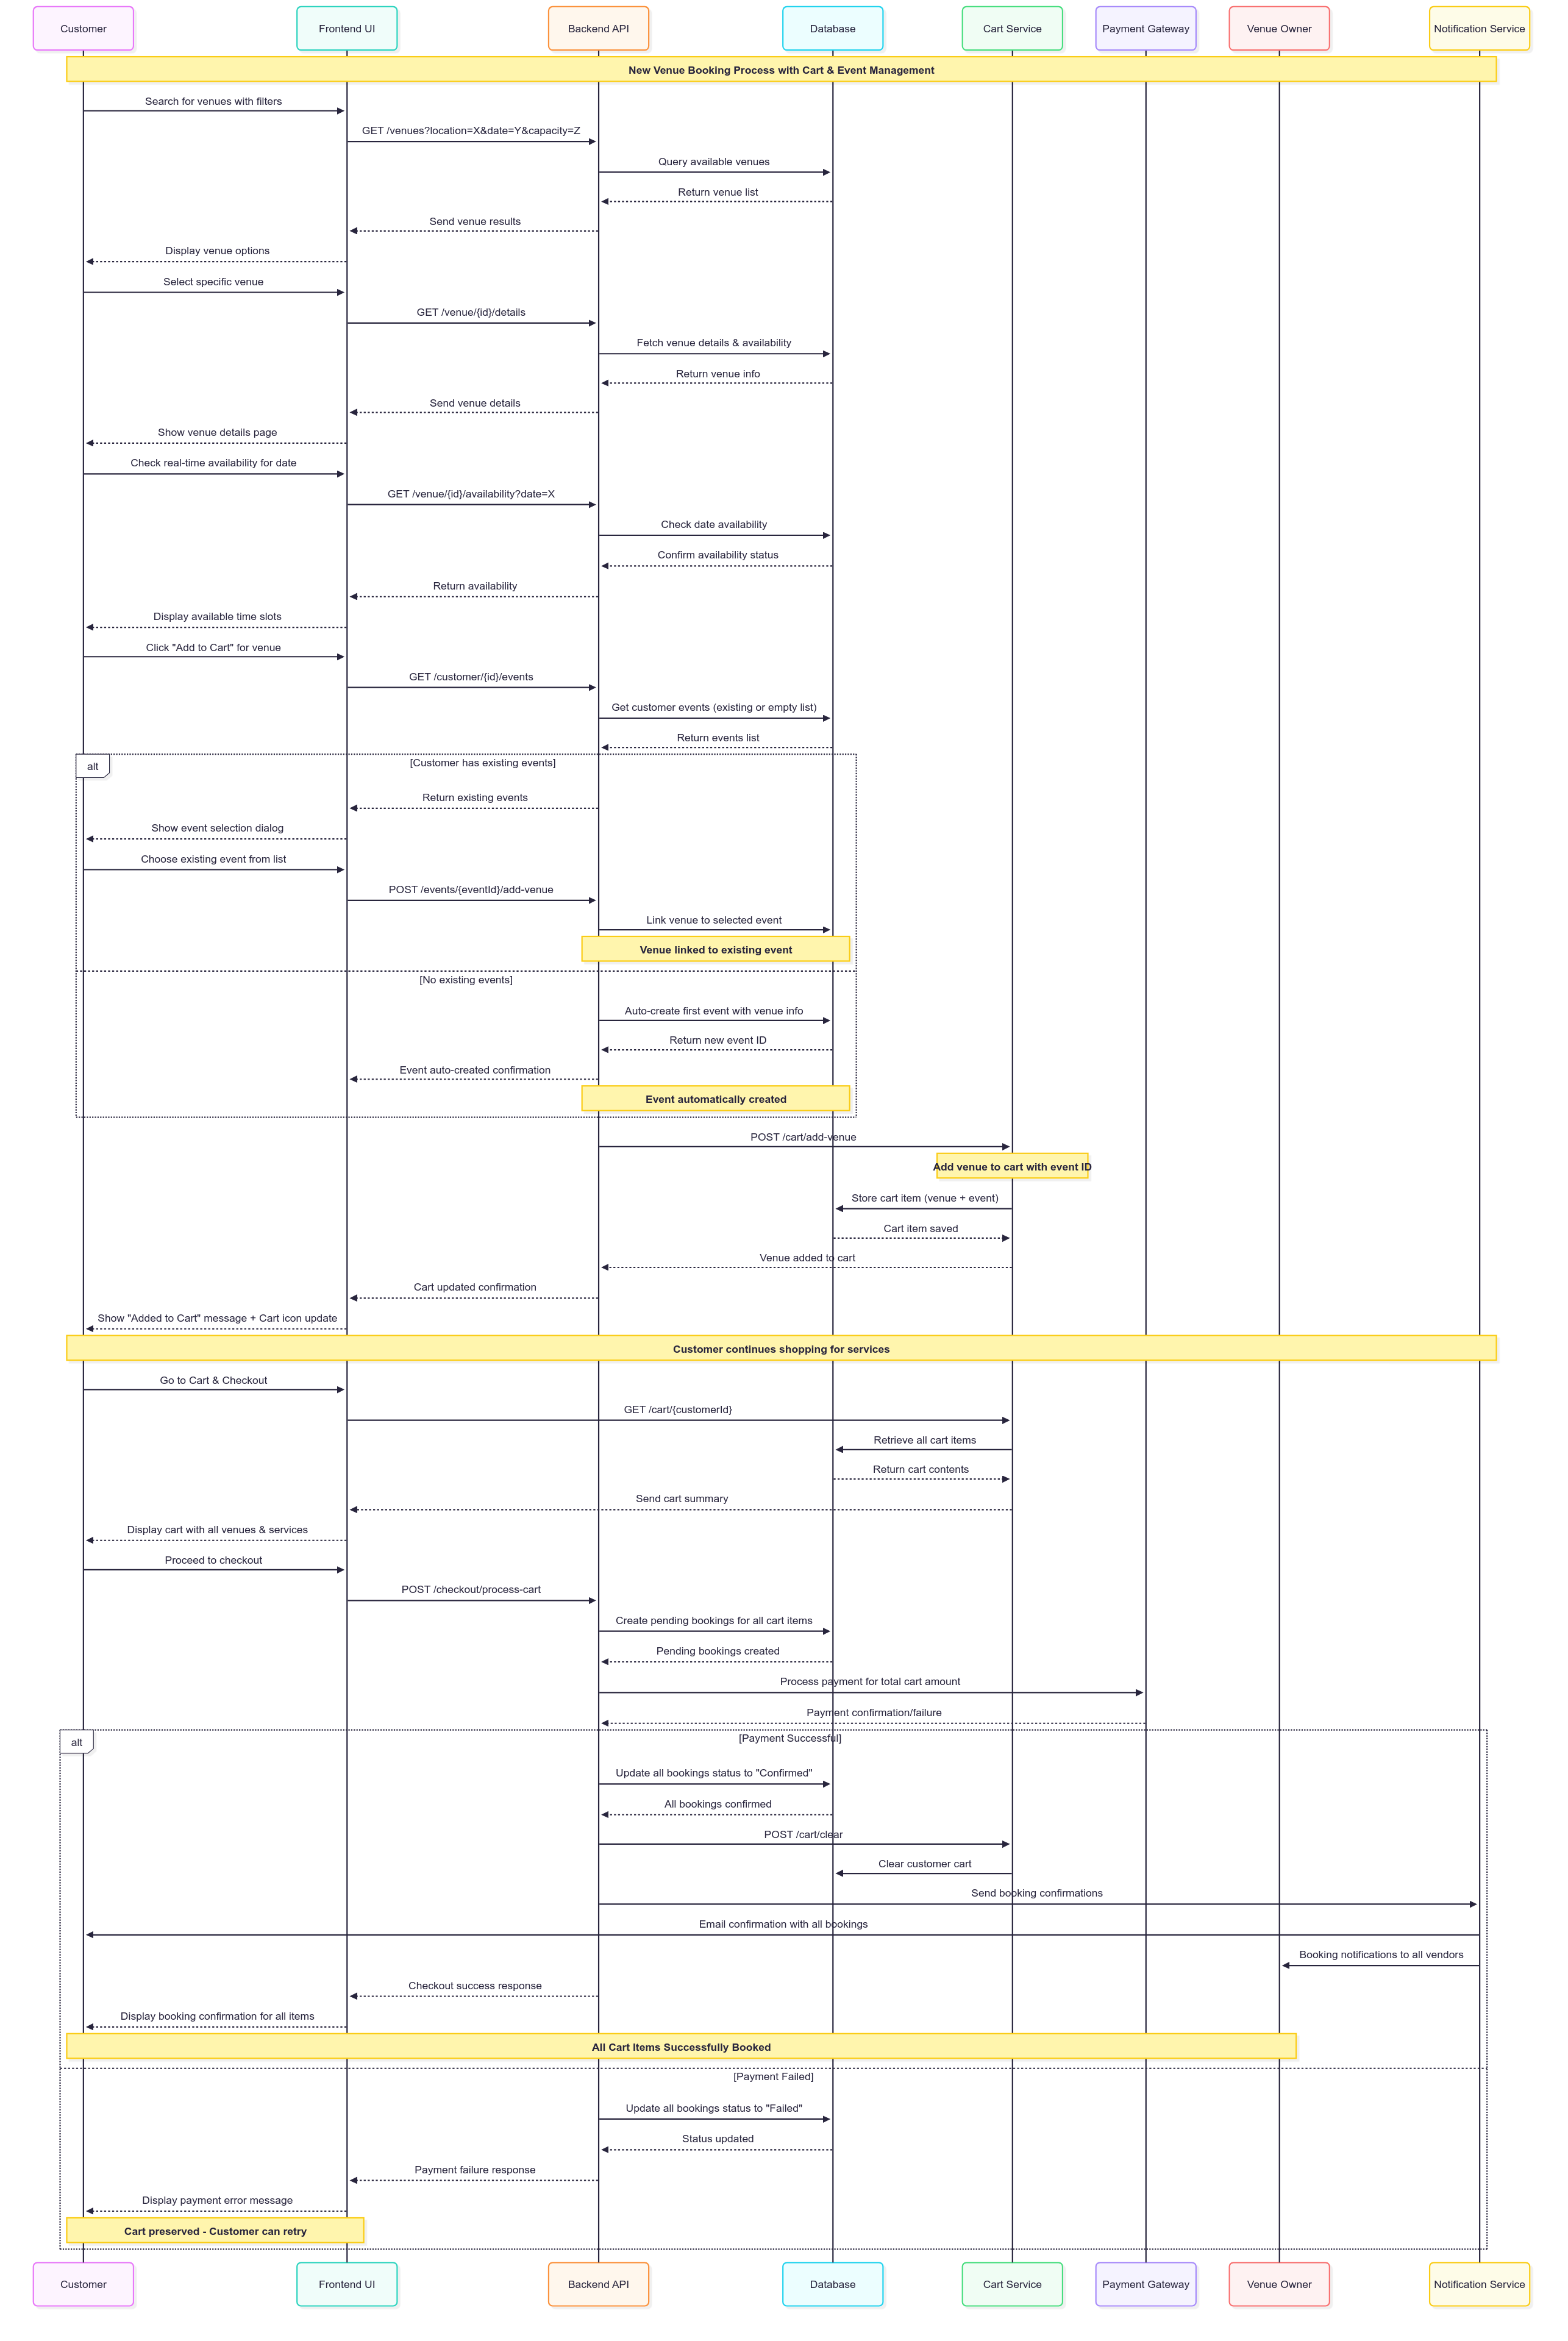 Customer
Frontend UI
Backend API
Database
Cart Service
Payment Gateway
Venue Owner
Notification Service
New Venue Booking Process with Cart & Event Management
Search for venues with filters
GET /venues?location=X&date=Y&capacity=Z
Query available venues
Return venue list
Send venue results
Display venue options
Select specific venue
GET /venue/{id}/details
Fetch venue details & availability
Return venue info
Send venue details
Show venue details page
Check real-time availability for date
GET /venue/{id}/availability?date=X
Check date availability
Confirm availability status
Return availability
Display available time slots
Click "Add to Cart" for venue
GET /customer/{id}/events
Get customer events (existing or empty list)
Return events list
alt
[Customer has existing events]
Return existing events
Show event selection dialog
Choose existing event from list
POST /events/{eventId}/add-venue
Link venue to selected event
Venue linked to existing event
[No existing events]
Auto-create first event with venue info
Return new event ID
Event auto-created confirmation
Event automatically created
POST /cart/add-venue
Add venue to cart with event ID
Store cart item (venue + event)
Cart item saved
Venue added to cart
Cart updated confirmation
Show "Added to Cart" message + Cart icon update
Customer continues shopping for services
Go to Cart & Checkout
GET /cart/{customerId}
Retrieve all cart items
Return cart contents
Send cart summary
Display cart with all venues & services
Proceed to checkout
POST /checkout/process-cart
Create pending bookings for all cart items
Pending bookings created
Process payment for total cart amount
Payment confirmation/failure
alt
[Payment Successful]
Update all bookings status to "Confirmed"
All bookings confirmed
POST /cart/clear
Clear customer cart
Send booking confirmations
Email confirmation with all bookings
Booking notifications to all vendors
Checkout success response
Display booking confirmation for all items
All Cart Items Successfully Booked
[Payment Failed]
Update all bookings status to "Failed"
Status updated
Payment failure response
Display payment error message
Cart preserved - Customer can retry
Customer
Frontend UI
Backend API
Database
Cart Service
Payment Gateway
Venue Owner
Notification Service